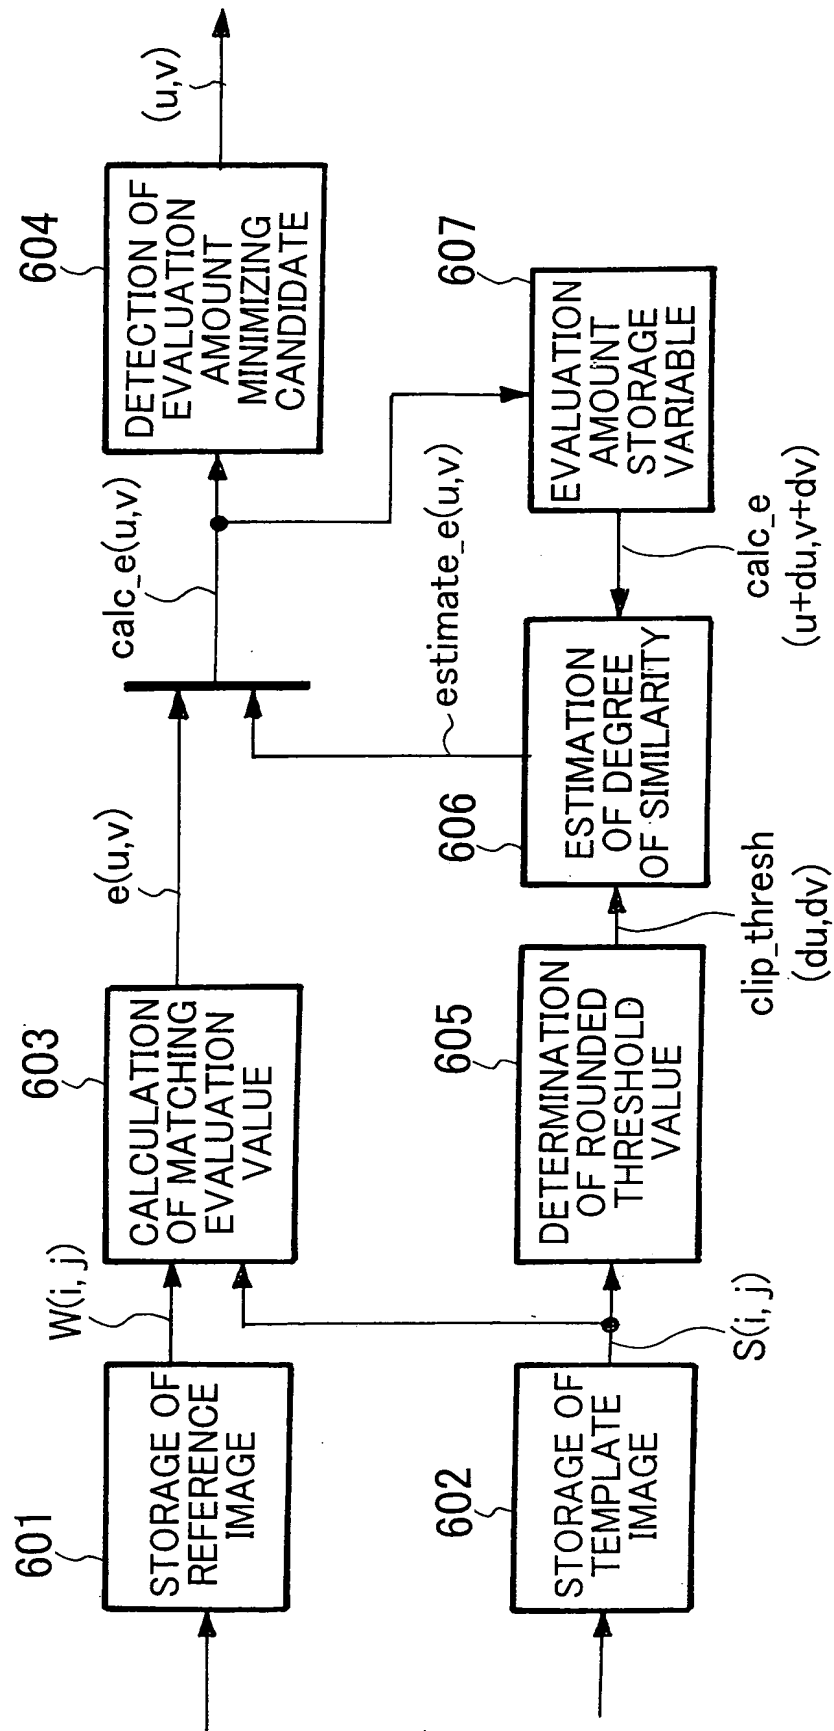 601
STORAGE OF
REFERENCE
IMAGE
W(i, j)
603
CALCULATION
OF MATCHING
EVALUATION
VALUE
e(u,v)
calc_e(u,v)
604
DETECTION OF
EVALUATION
AMOUNT
MINIMIZING
CANDIDATE
(u,v)
602
STORAGE OF
TEMPLATE
IMAGE
S(i, j)
605
DETERMINATION
OF ROUNDED
THRESHOLD
VALUE
clip_thresh
(du,dv)
606
ESTIMATION
OF DEGREE
OF SIMILARITY
estimate_e(u,v)
calc_e
(u+du,v+dv)
607
EVALUATION
AMOUNT
STORAGE
VARIABLE